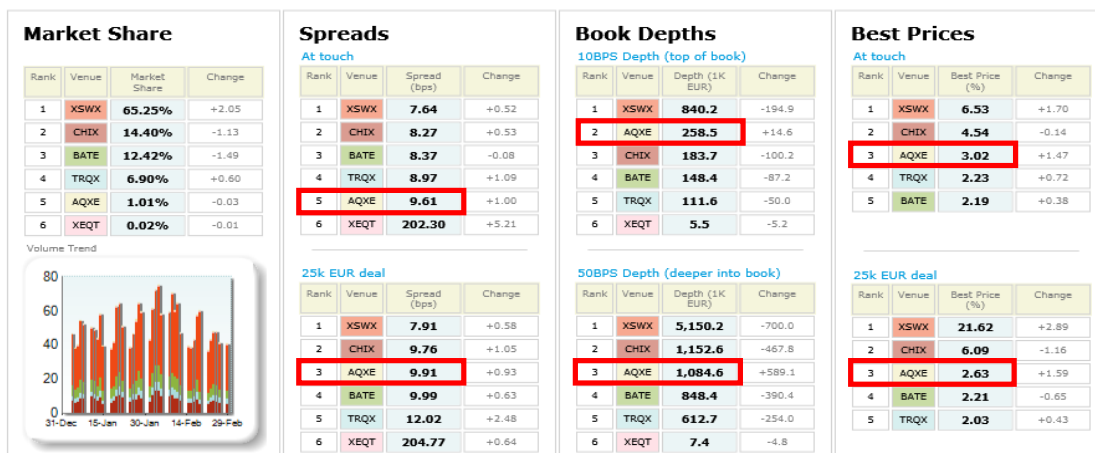 Market Share
Rank Venue Market Share Change
1 XSWX 65.25% +2.05
2 CHIX 14.40% -1.13
3 BATE 12.42% -1.49
4 TRQX 6.90% +0.60
5 AQXE 1.01% -0.03
6 XEQT 0.02% -0.01
Volume Trend
80
60
40
20
0
31-Dec 15-Jan 30-Jan 14-Feb 29-Feb
Spreads
At touch
Rank Venue Spread (bps) Change
1 XSWX 7.64 +0.52
2 CHIX 8.27 +0.53
3 BATE 8.37 -0.08
4 TRQX 8.97 +1.09
5 AQXE 9.61 +1.00
6 XEQT 202.30 +5.21
25k EUR deal
Rank Venue Spread (bps) Change
1 XSWX 7.91 +0.58
2 CHIX 9.76 +1.05
3 AQXE 9.91 +0.93
4 BATE 9.99 +0.63
5 TRQX 12.02 +2.48
6 XEQT 204.77 +0.64
Book Depths
10BPS Depth (top of book)
Rank Venue Depth (1K EUR) Change
1 XSWX 840.2 -194.9
2 AQXE 258.5 +14.6
3 CHIX 183.7 -100.2
4 BATE 148.4 -87.2
5 TRQX 111.6 -50.0
6 XEQT 5.5 -5.2
50BPS Depth (deeper into book)
Rank Venue Depth (1K EUR) Change
1 XSWX 5,150.2 -700.0
2 CHIX 1,152.6 -467.8
3 AQXE 1,084.6 +589.1
4 BATE 848.4 -390.4
5 TRQX 612.7 -254.0
6 XEQT 7.4 -4.8
Best Prices
At touch
Rank Venue Best Price (%) Change
1 XSWX 6.53 +1.70
2 CHIX 4.54 -0.14
3 AQXE 3.02 +1.47
4 TRQX 2.23 +0.72
5 BATE 2.19 +0.38
25k EUR deal
Rank Venue Best Price (%) Change
1 XSWX 21.62 +2.89
2 CHIX 6.09 -1.16
3 AQXE 2.63 +1.59
4 BATE 2.21 -0.65
5 TRQX 2.03 +0.43